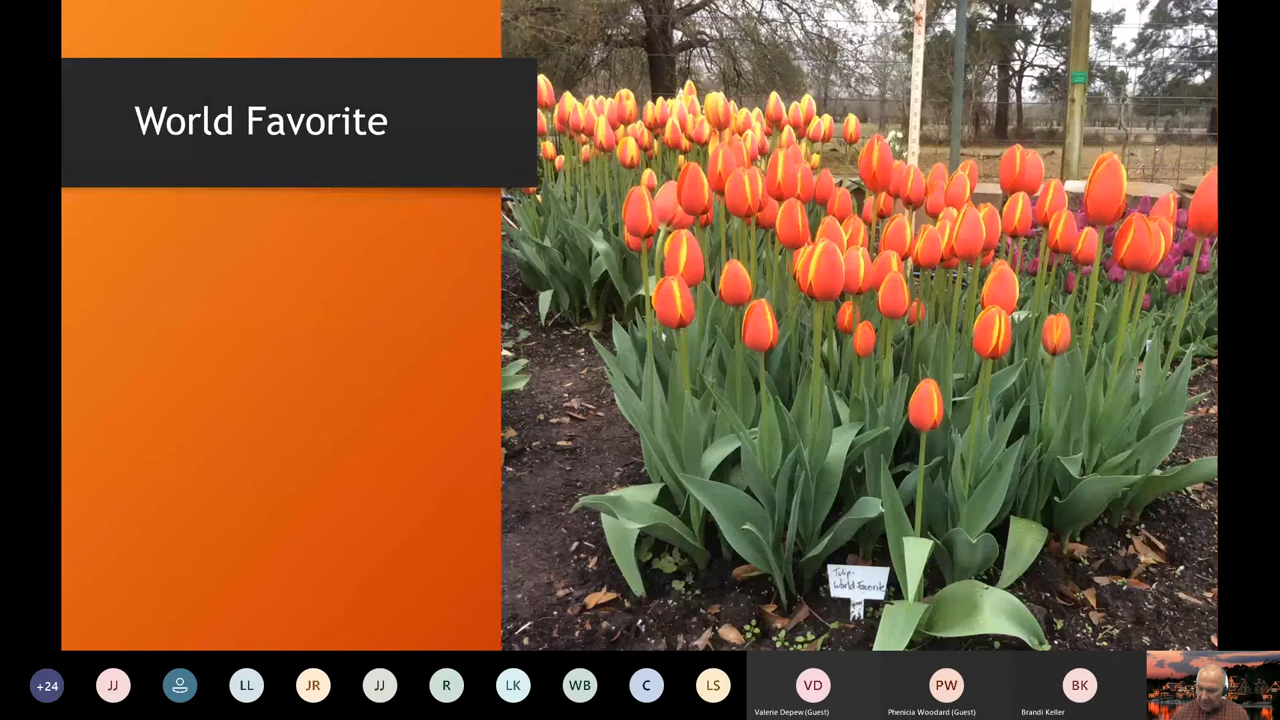 World Favorite
Tulip-
World Favorite
+24
JJ
LL
JR
JJ
R
LK
WB
C
LS
VD
PW
BK
Valerie Depew (Guest)
Phenicia Woodard (Guest)
Brandi Keller